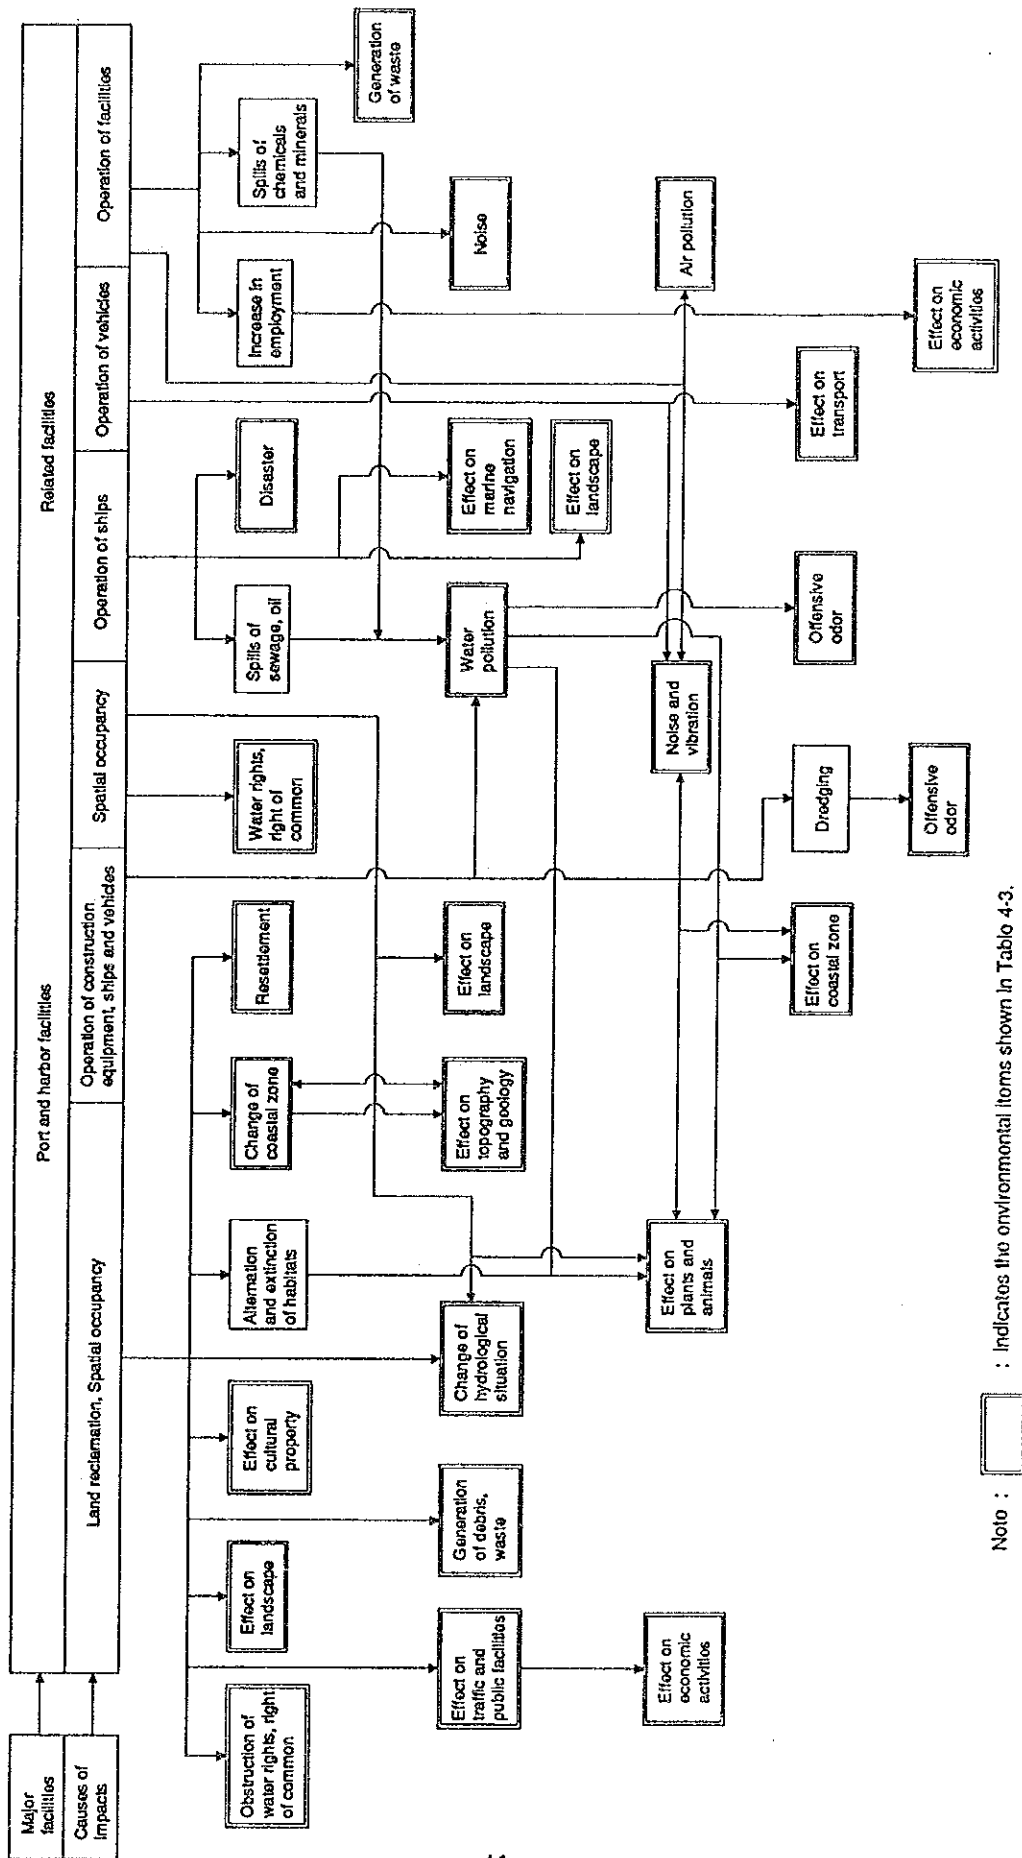 Major
facilities
Port and harbor facilities
Related facilities
Causes of
Impacts
Land reclamation, Spatial occupancy
Operation of construction
equipment, ships and vehicles
Spatial occupancy
Operation of ships
Operation of vehicles
Operation of facilities
Obstruction of
water rights, right
of common
Effect on
landscape
Effect on
cultural
property
Alternation
and extinction
of habitats
Change of
coastal zone
Resettlement
Water rights,
right of
common
Spills of
sewage, oil
Disaster
Increase in
employment
Spills of
chemicals
and minerals
Generation
of waste
Effect on
traffic and
public facilities
Generation
of debris,
waste
Change of
hydrological
situation
Effect on
topography
and geology
Effect on
landscape
Water
pollution
Effect on
marine
navigation
Noise
Effect on
landscape
Effect on
economic
activities
Effect on
plants and
animals
Noise and
vibration
Air pollution
Effect on
coastal zone
Dredging
Offensive
odor
Effect on
transport
Offensive
odor
Effect on
economic
activities
Note : : Indicates the environmental items shown in Table 4-3.